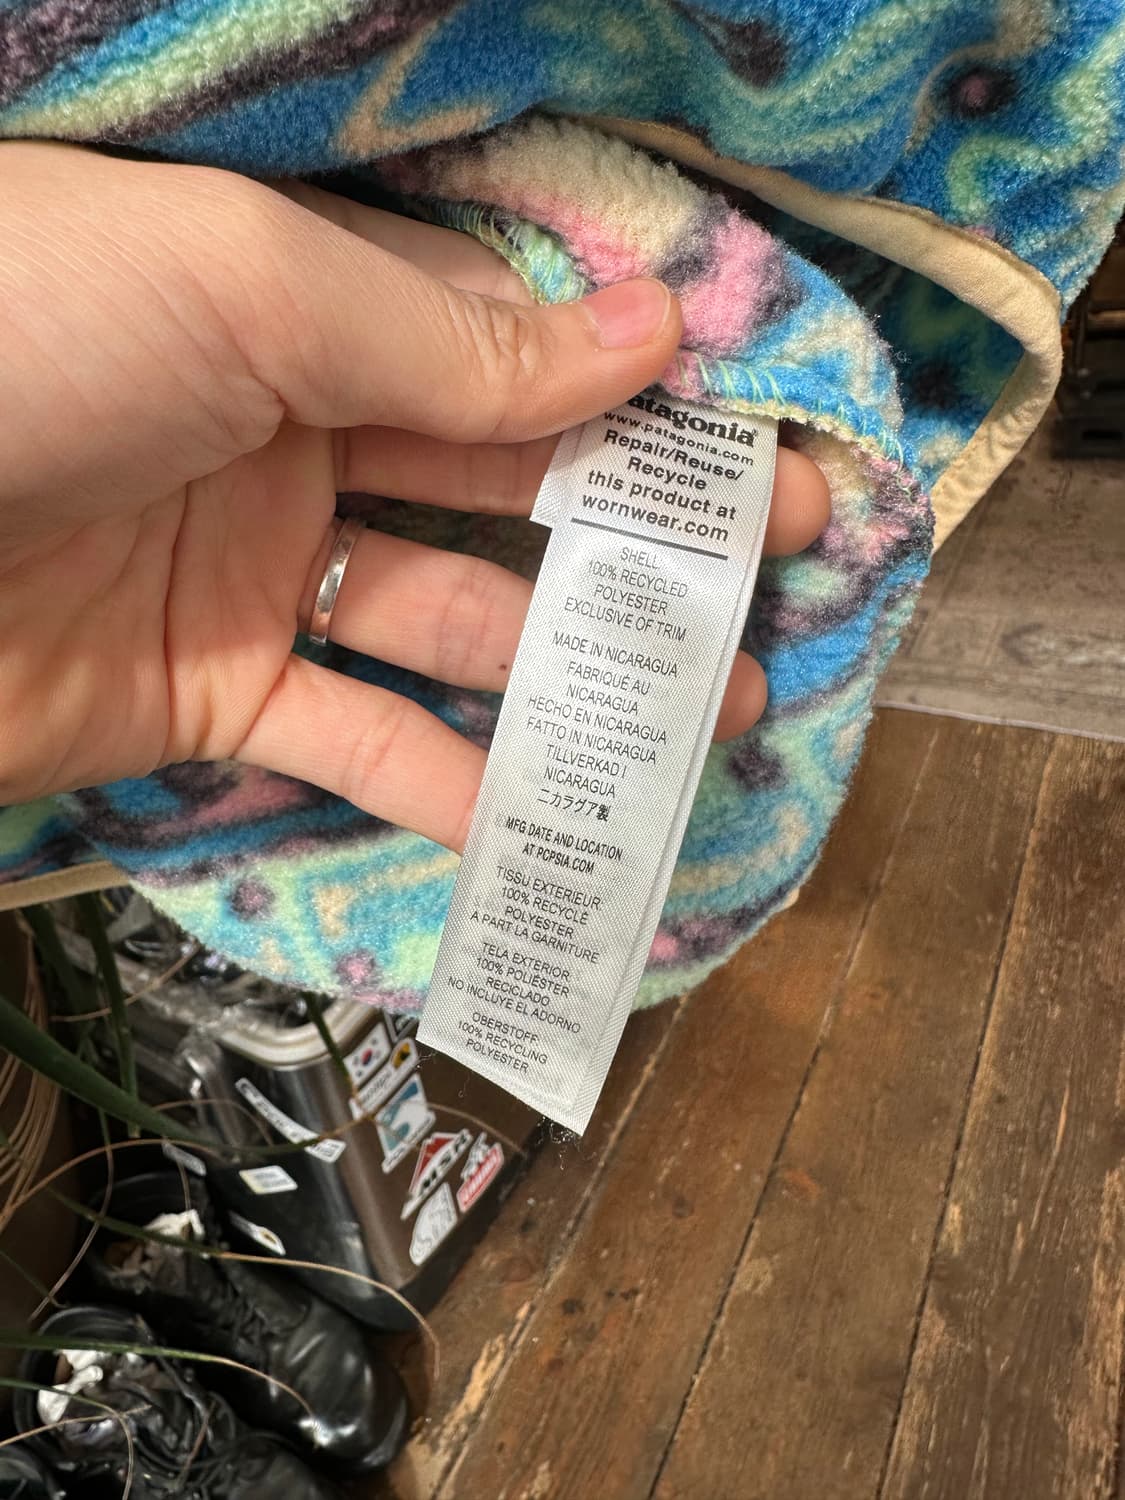 patagonia®
www.patagonia.com
Repair/Reuse/
Recycle
this product at
wornwear.com
SHELL
100% RECYCLED
POLYESTER
EXCLUSIVE OF TRIM
MADE IN NICARAGUA
FABRIQUÉ AU
NICARAGUA
HECHO EN NICARAGUA
FATTO IN NICARAGUA
TILLVERKAD I
NICARAGUA
ニカラグア製
MFG DATE AND LOCATION
AT PCPSIA.COM
TISSU EXTERIEUR
100% RECYCLÉ
POLYESTER
A PART LA GARNITURE
TELA EXTERIOR
100% POLIÉSTER
RECICLADO
NO INCLUYE EL ADORNO
OBERSTOFF
100% RECYCLING
POLYESTER
MSR